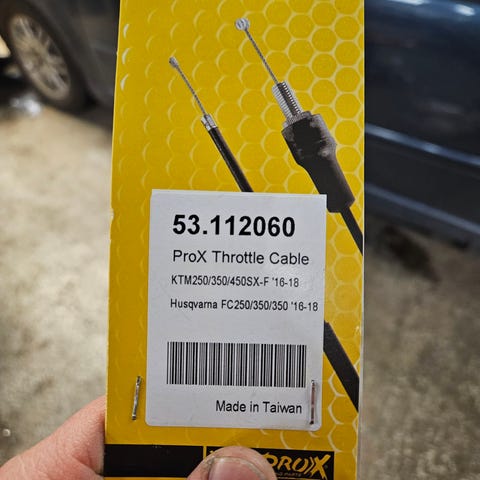 53.112060
ProX Throttle Cable
KTM250/350/450SX-F '16-18
Husqvarna FC250/350/350 '16-18
Made in Taiwan
PROX